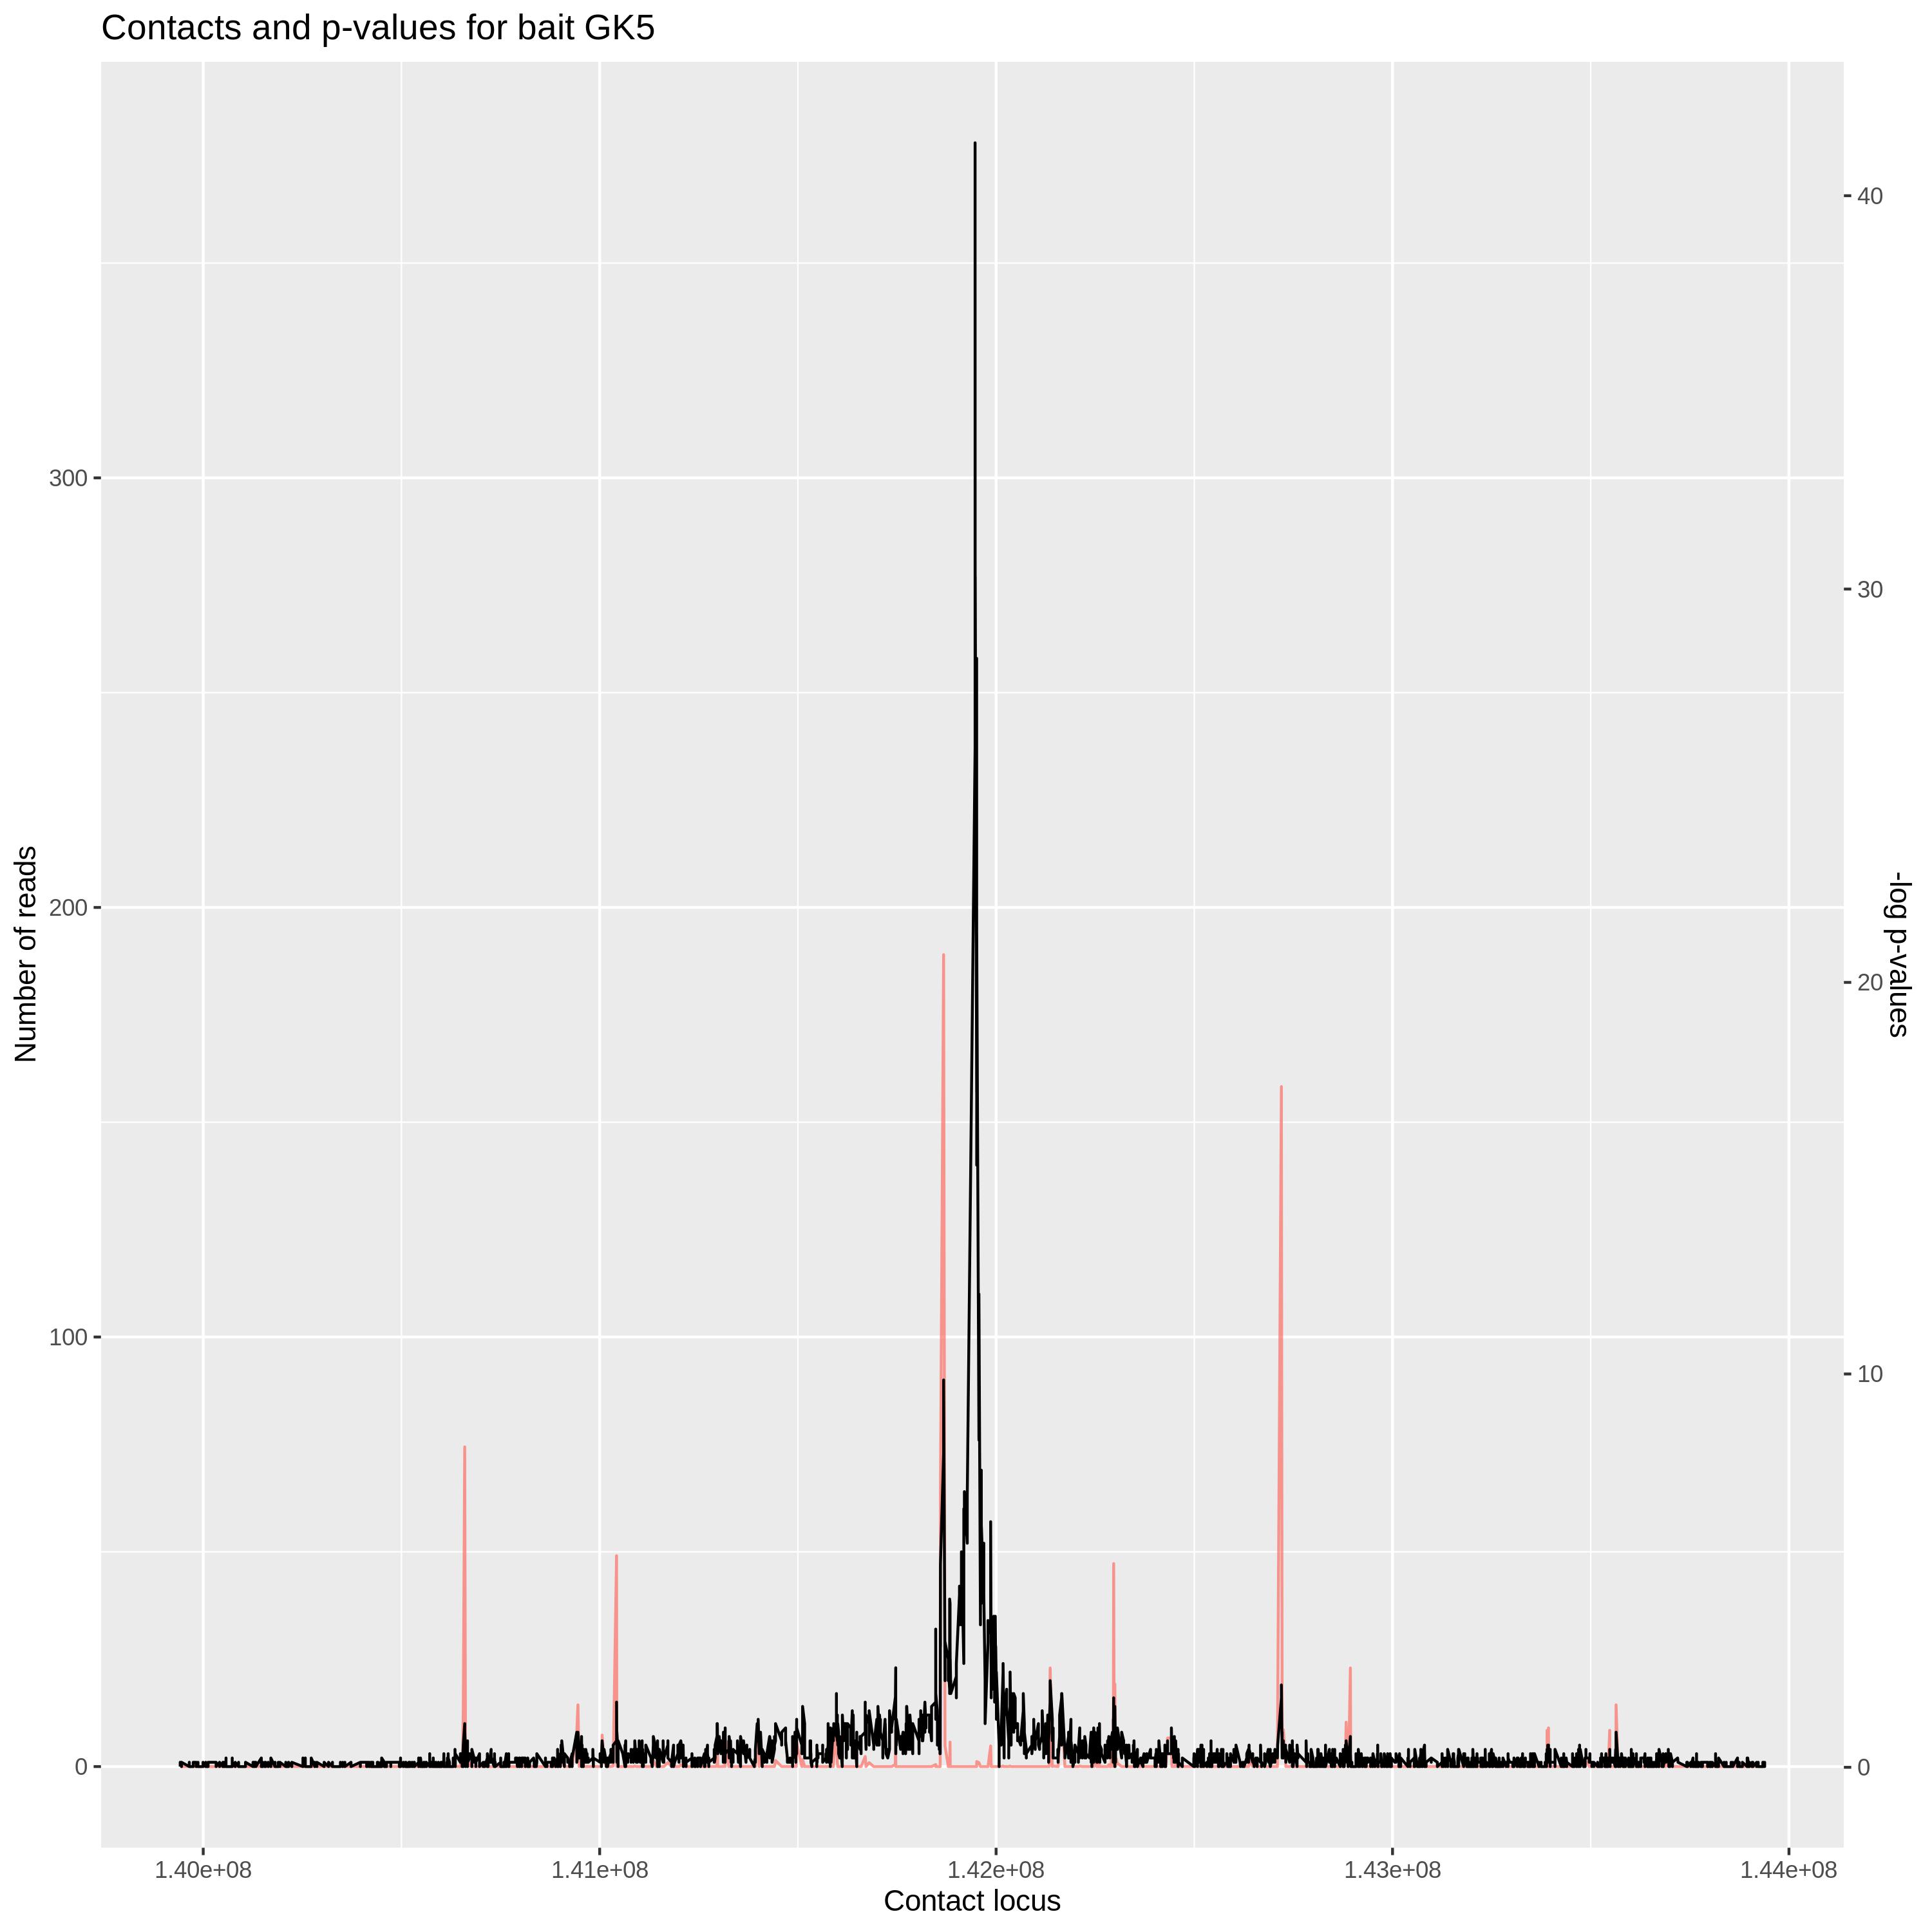 Contacts and p-values for bait GK5
Number of reads
300
200
100
0
40
30
20
10
0
-log p-values
1.40e+08
1.41e+08
1.42e+08
1.43e+08
1.44e+08
Contact locus